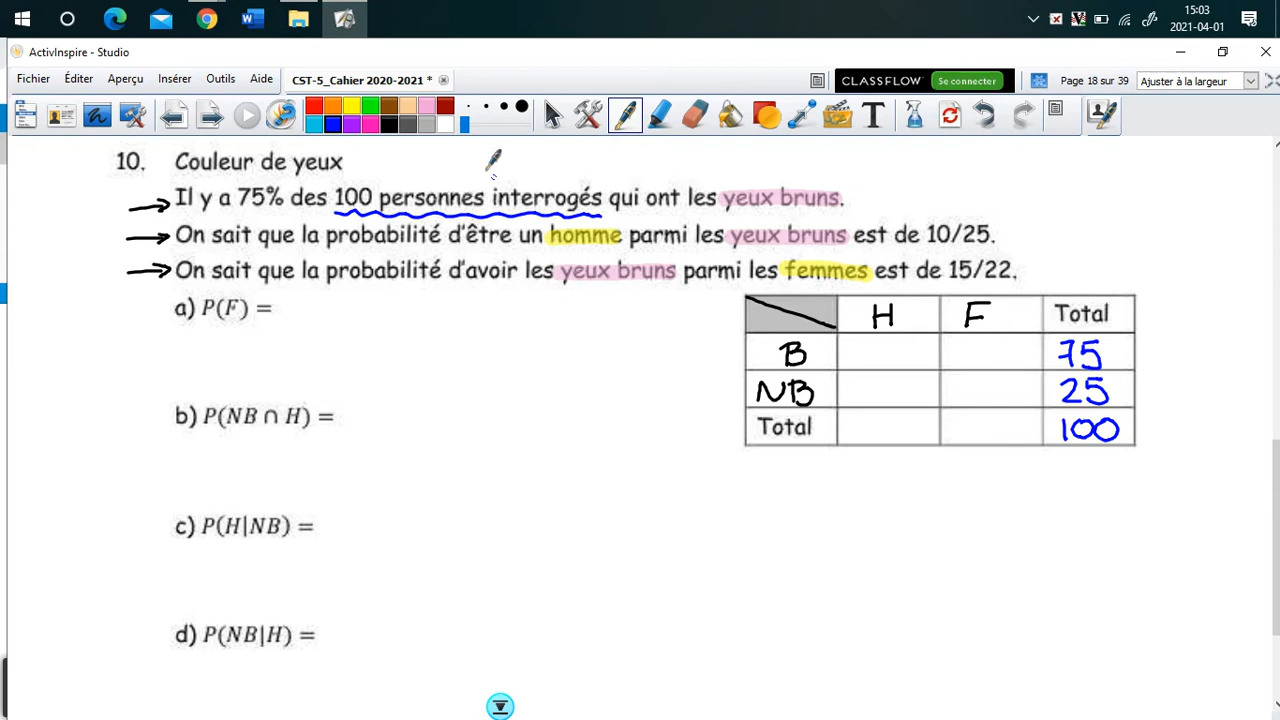 15:03
2021-04-01
ActivInspire - Studio
Fichier Éditer Aperçu Insérer Outils Aide CST-5_Cahier 2020-2021 * CLASSFLOW Se connecter Page 18 sur 39 Ajuster à la largeur
10. Couleur de yeux
Il y a 75% des 100 personnes interrogés qui ont les yeux bruns.
On sait que la probabilité d'être un homme parmi les yeux bruns est de 10/25.
On sait que la probabilité d'avoir les yeux bruns parmi les femmes est de 15/22.
a) P(F) =
H F Total
B 75
NB 25
Total 100
b) P(NB ∩ H) =
c) P(H|NB) =
d) P(NB|H) =